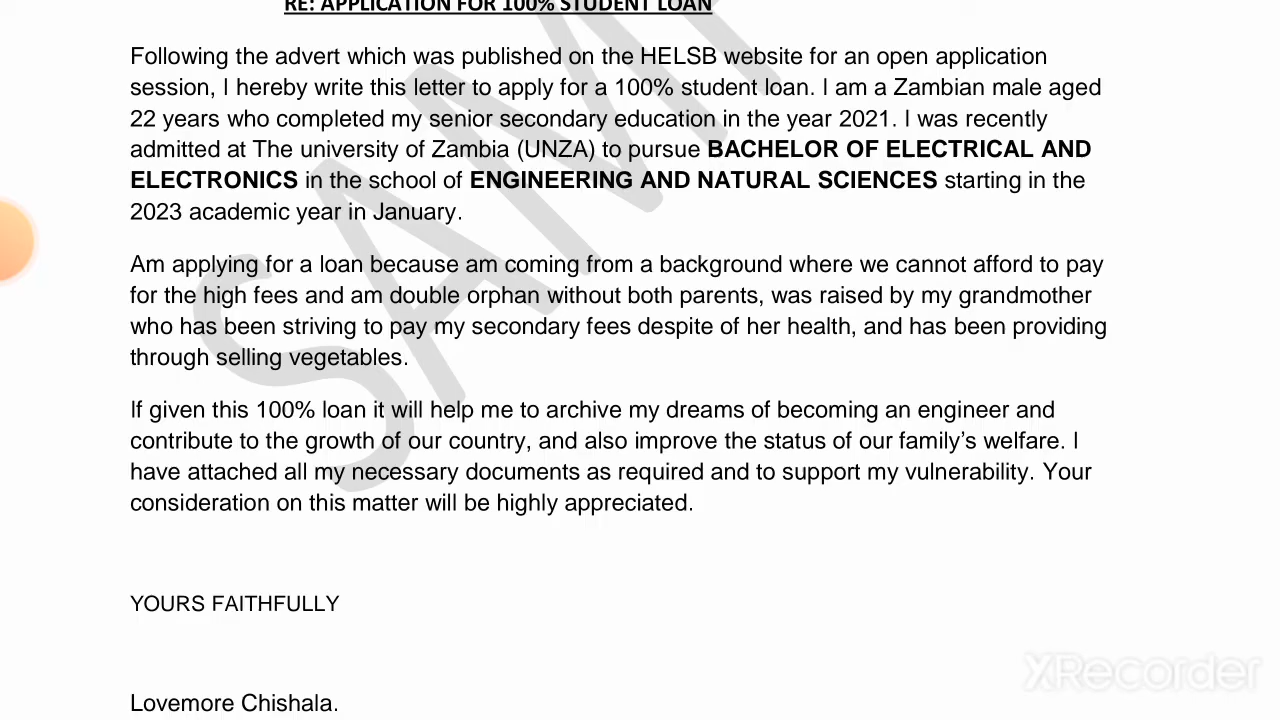 RE: APPLICATION FOR 100% STUDENT LOAN
Following the advert which was published on the HELSB website for an open application
session, I hereby write this letter to apply for a 100% student loan. I am a Zambian male aged
22 years who completed my senior secondary education in the year 2021. I was recently
admitted at The university of Zambia (UNZA) to pursue BACHELOR OF ELECTRICAL AND
ELECTRONICS in the school of ENGINEERING AND NATURAL SCIENCES starting in the
2023 academic year in January.
Am applying for a loan because am coming from a background where we cannot afford to pay
for the high fees and am double orphan without both parents, was raised by my grandmother
who has been striving to pay my secondary fees despite of her health, and has been providing
through selling vegetables.
If given this 100% loan it will help me to archive my dreams of becoming an engineer and
contribute to the growth of our country, and also improve the status of our family’s welfare. I
have attached all my necessary documents as required and to support my vulnerability. Your
consideration on this matter will be highly appreciated.
YOURS FAITHFULLY
Lovemore Chishala.
XRecorder